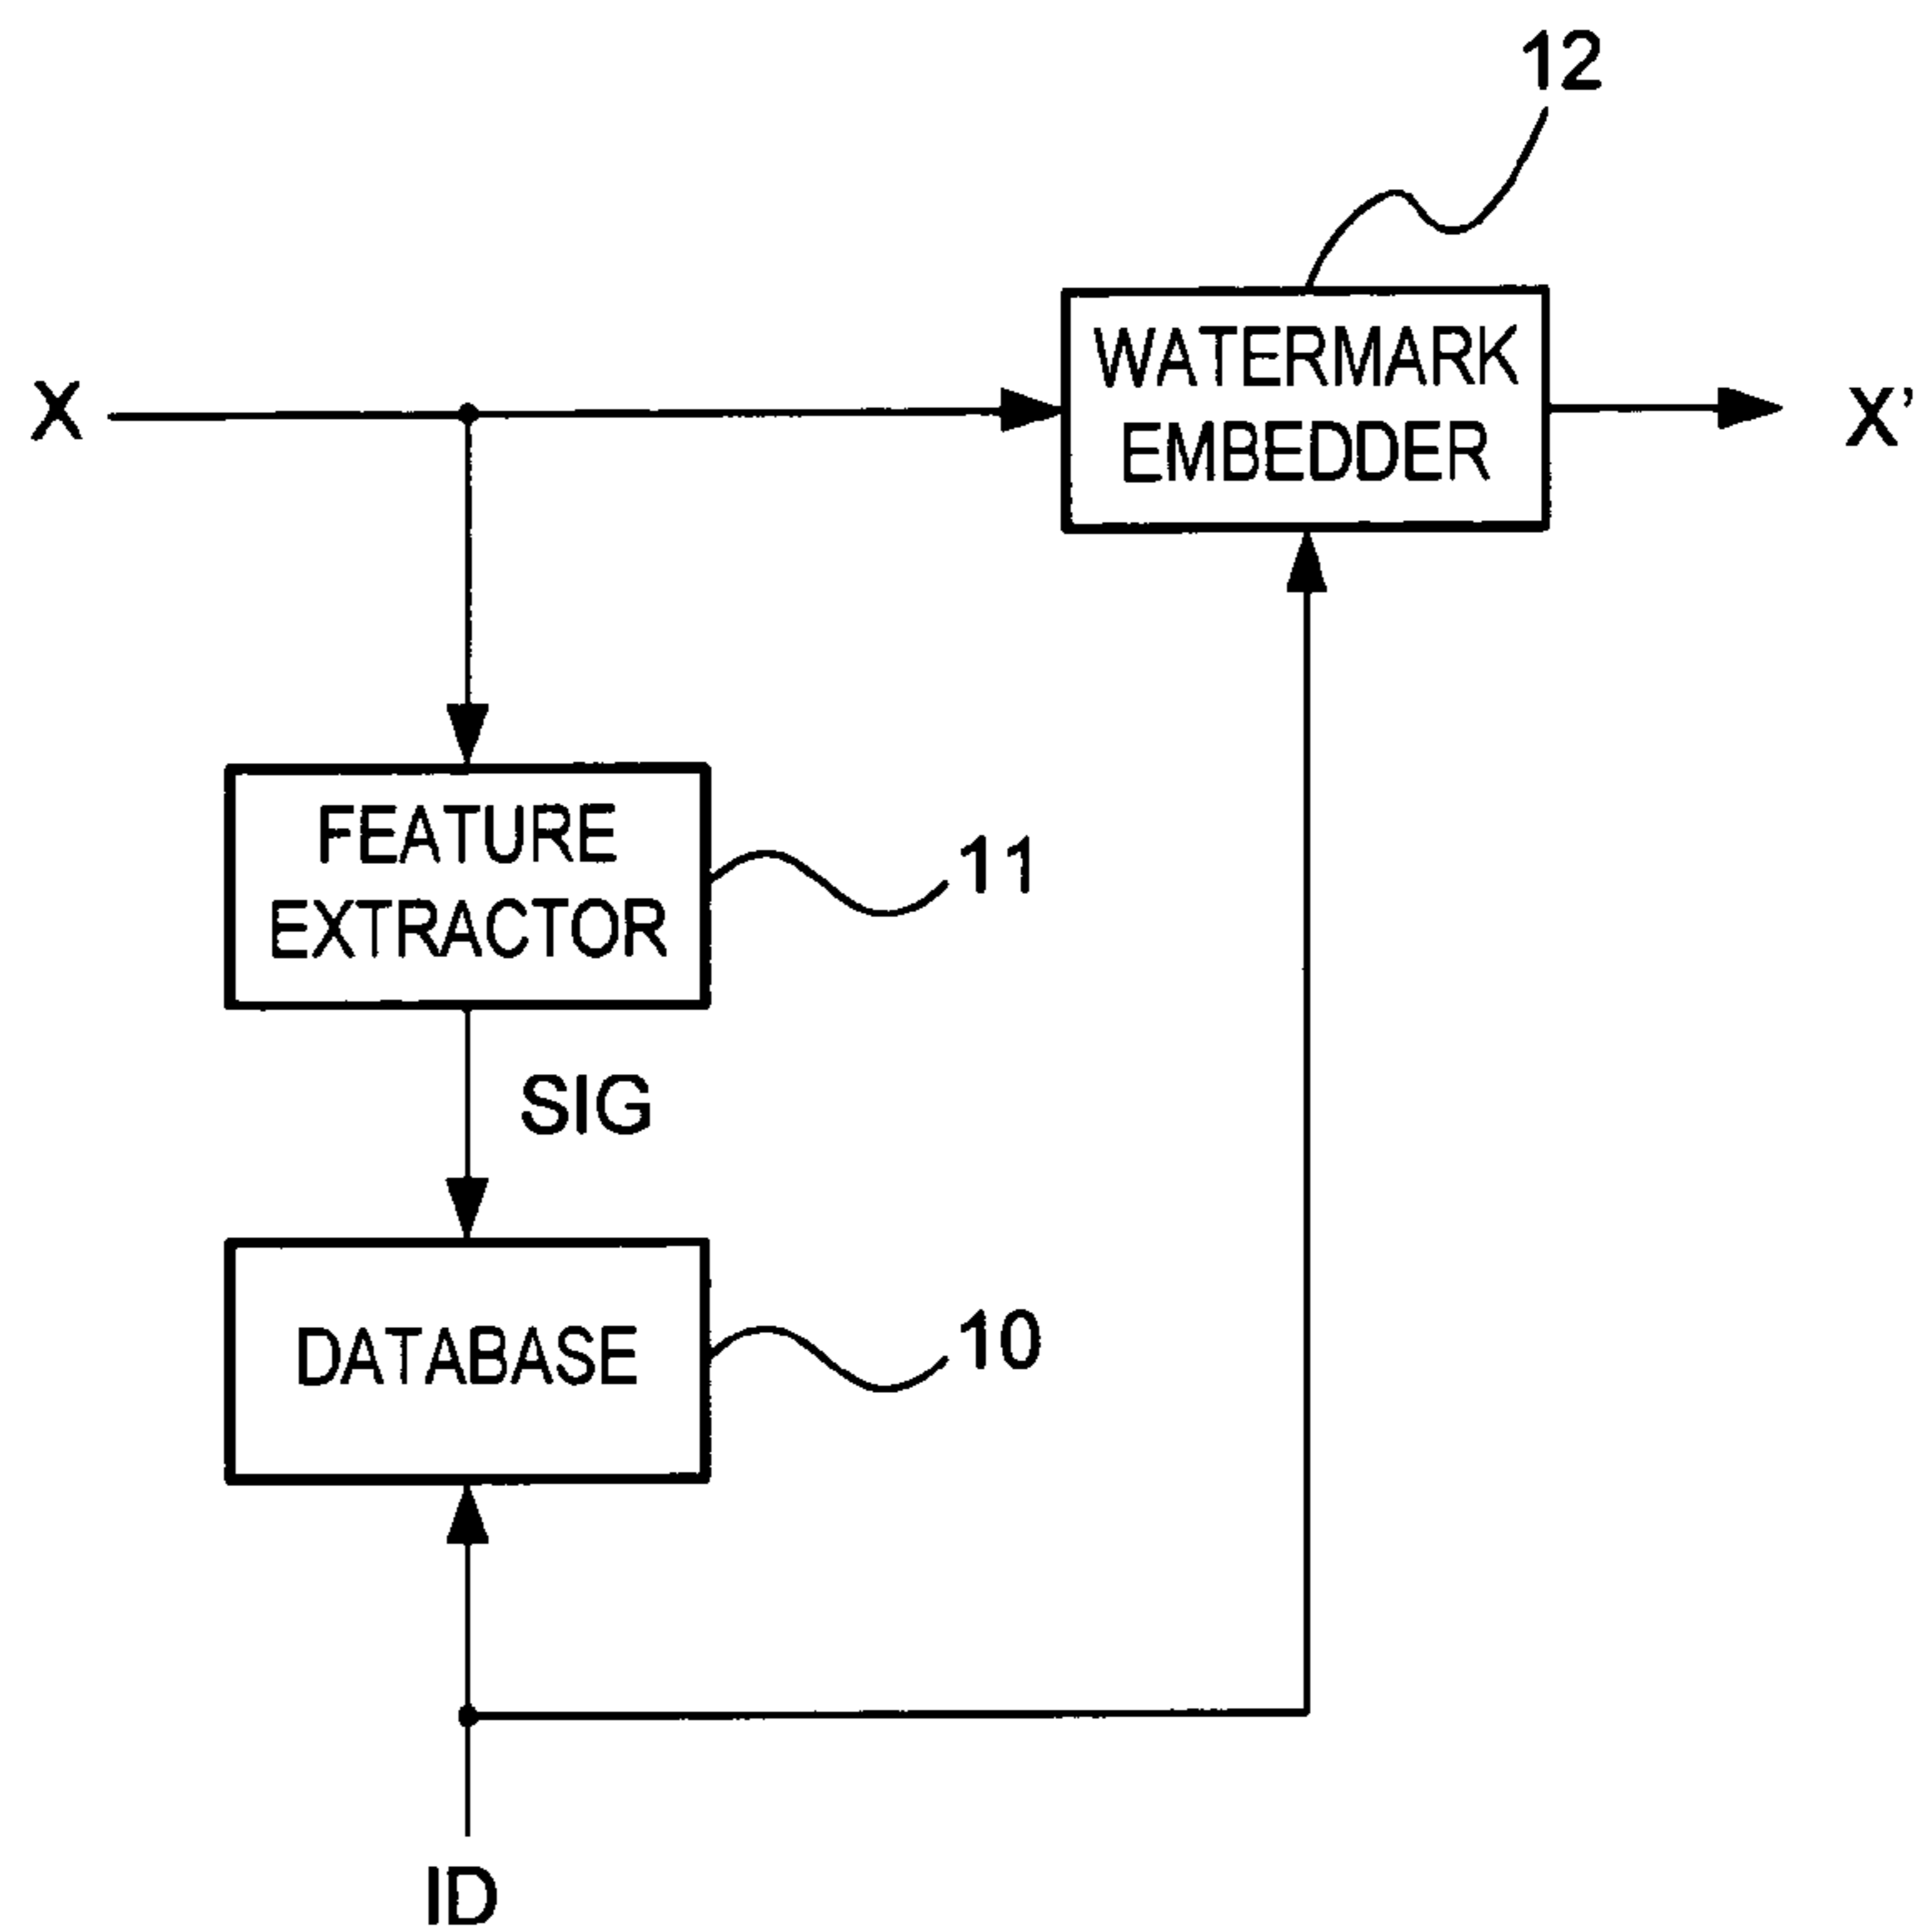 12
X
WATERMARK
EMBEDDER
X'
FEATURE
EXTRACTOR
11
SIG
DATABASE
10
ID